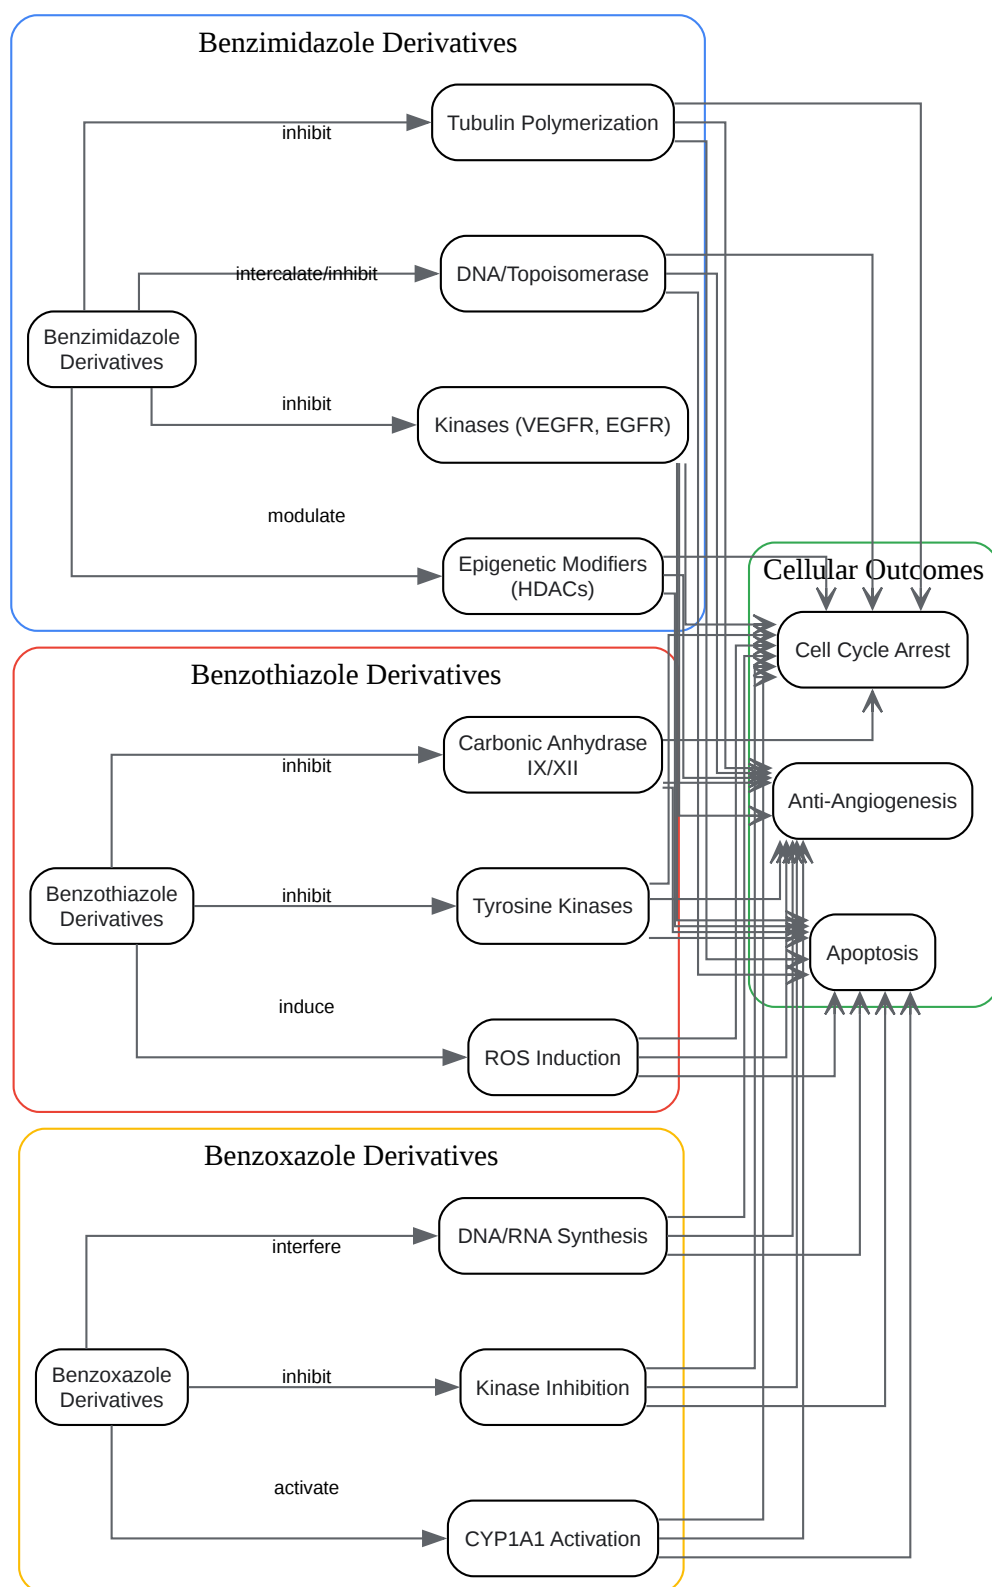 Benzimidazole Derivatives
Tubulin Polymerization
inhibit
intercalate/inhibit
DNA/Topoisomerase
Benzimidazole
Derivatives
inhibit
Kinases (VEGFR, EGFR)
modulate
Epigenetic Modifiers
(HDACs)
Cellular Outcomes
Cell Cycle Arrest
Benzothiazole Derivatives
Carbonic Anhydrase
IX/XII
inhibit
Anti-Angiogenesis
Benzothiazole
Derivatives
inhibit
Tyrosine Kinases
Apoptosis
induce
ROS Induction
Benzoxazole Derivatives
DNA/RNA Synthesis
interfere
Benzoxazole
Derivatives
inhibit
Kinase Inhibition
activate
CYP1A1 Activation